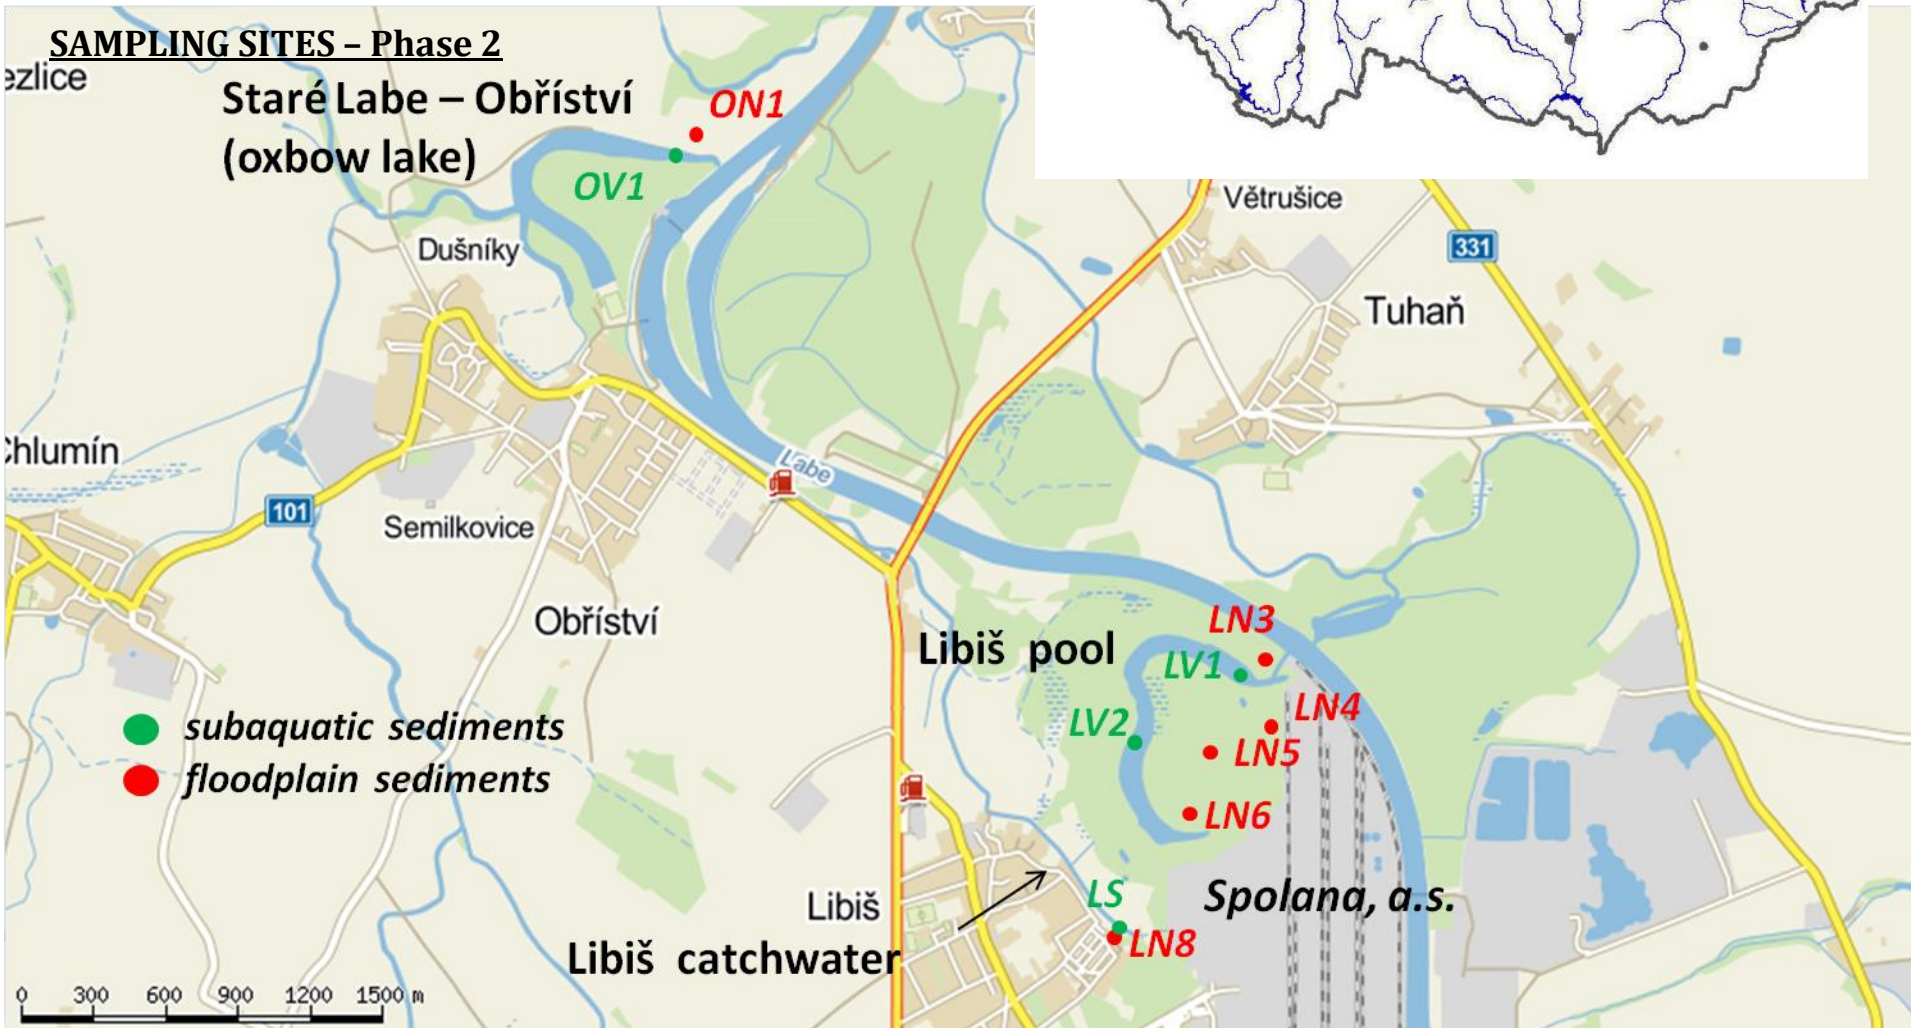 SAMPLING SITES – Phase 2
ezlice
Staré Labe – Obříství
(oxbow lake)
ON1
OV1
Větrušice
331
Dušníky
Tuhaň
Chlumín
Labe
101
Semilkovice
Obříství
LN3
Libiš pool
LV1
LN4
LV2
LN5
subaquatic sediments
floodplain sediments
LN6
LS
Spolana, a.s.
Libiš
LN8
Libiš catchwater
0 300 600 900 1200 1500 m